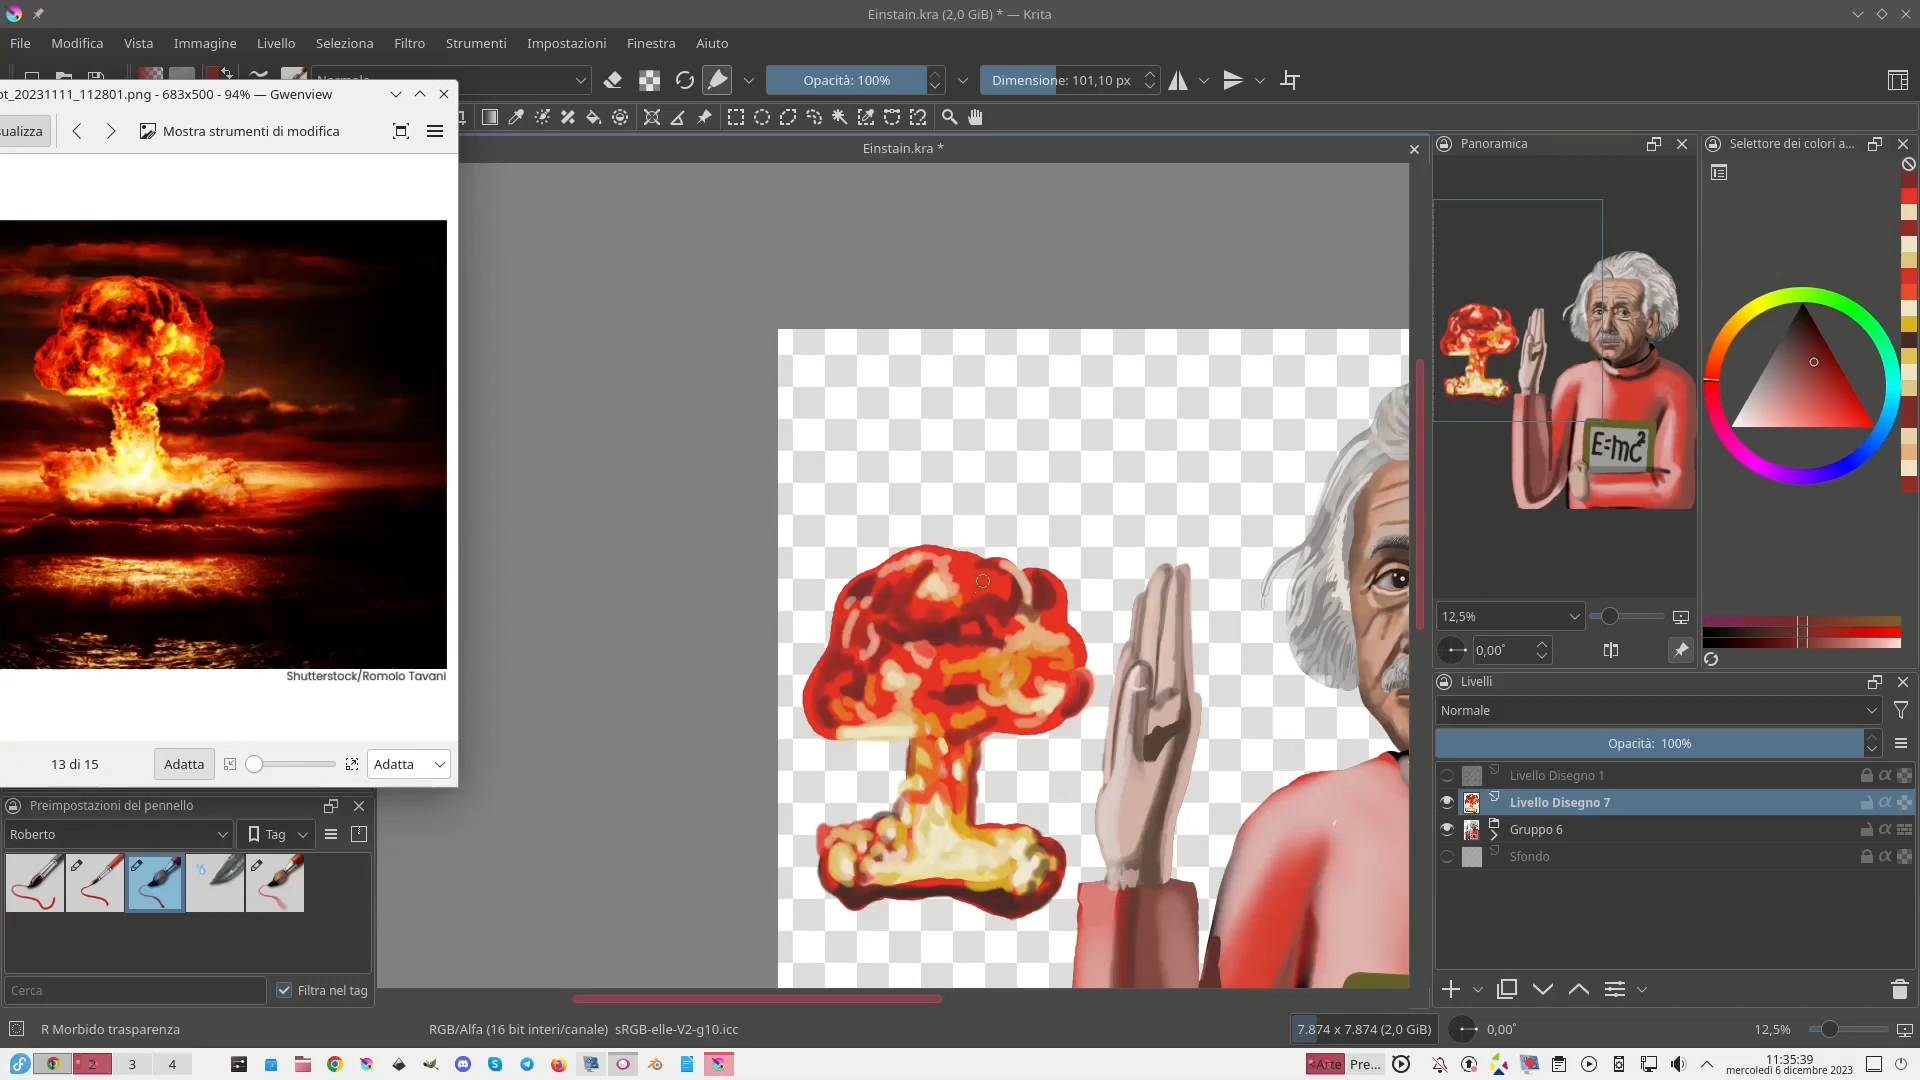 Einstain.kra (2,0 GiB) * — Krita
File Modifica Vista Immagine Livello Seleziona Filtro Strumenti Impostazioni Finestra Aiuto
Opacità: 100%
Dimensione: 101,10 px
ot_20231111_112801.png - 683x500 - 94% — Gwenview
sualizza
Mostra strumenti di modifica
Einstain.kra *
Panoramica
Selettore dei colori a...
E=mc²
Shutterstock/Romolo Tavani
12,5%
0,00°
Livelli
Normale
Opacità: 100%
Livello Disegno 1
Livello Disegno 7
Gruppo 6
Sfondo
13 di 15
Adatta
Adatta
Preimpostazioni del pennello
Roberto
Tag
Cerca
Filtra nel tag
R Morbido trasparenza
RGB/Alfa (16 bit interi/canale) sRGB-elle-V2-g10.icc
7.874 x 7.874 (2,0 GiB)
0,00°
12,5%
2 3 4
Arte
Pre...
11:35:39
mercoledì 6 dicembre 2023